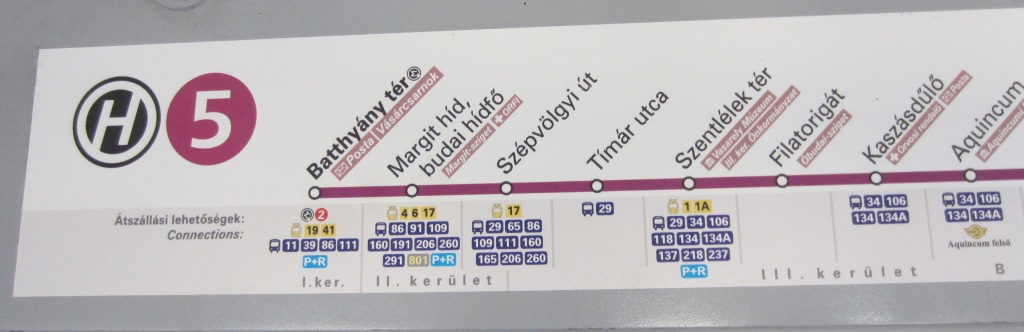 H 5
Batthyány tér M
Posta Vásárcsarnok
Margit híd,
budai hídfő
Margit-sziget ORFI
Szépvölgyi út
Tímár utca
Szentlélek tér
Vasarely Múzeum
III. ker. Önkormányzat
Filatorigát
Óbudai-sziget
Kaszásdűlő
Orvosi rendelő Posta
Aquincum
Aquincum
Átszállási lehetőségek:
Connections:
M 2
19 41
11 39 86 111
P+R
4 6 17
86 91 109
160 191 206 260
291 801 P+R
17
29 65 86
109 111 160
165 206 260
29
1 1A
29 34 106
118 134 134A
137 218 237
P+R
34 106
134 134A
34 106
134 134A
Aquincum felső
I.ker.
II. kerület
III. kerület
B